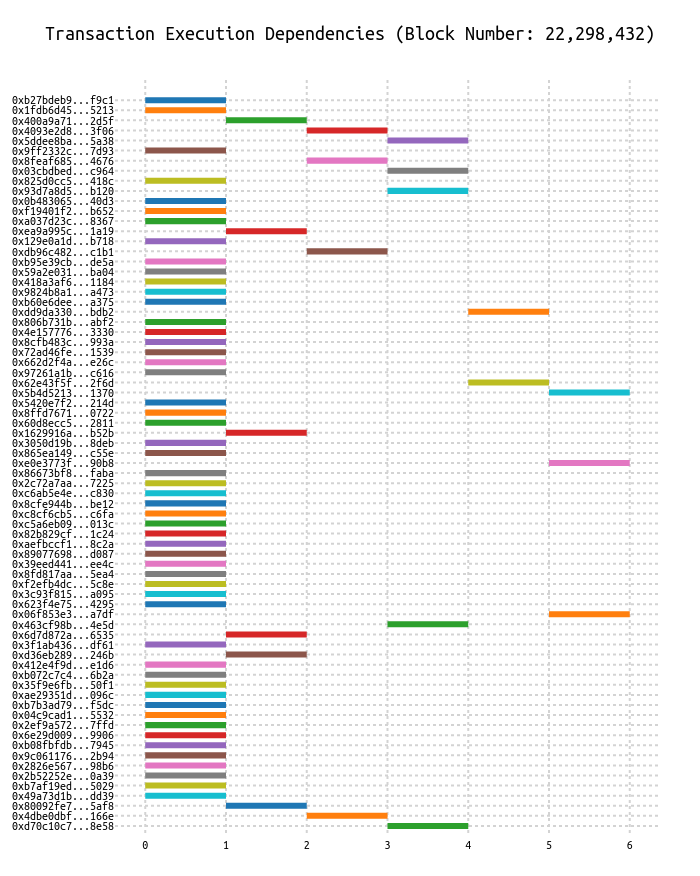 Transaction Execution Dependencies (Block Number: 22,298,432)
0xb27bdeb9...f9c1
0x1fdb6d45...5213
0x400a9a71...2d5f
0x4093e2d8...3f06
0x5ddee8ba...5a38
0x9ff2332c...7d93
0x8feaf685...4676
0x03cbdbed...c964
0x825d0cc5...418c
0x93d7a8d5...b120
0x0b483065...40d3
0xf19401f2...b652
0xa037d23c...8367
0xea9a995c...1a19
0x129e0a1d...b718
0xdb96c482...c1b1
0xb95e39cb...de5a
0x59a2e031...ba04
0x418a3af6...1184
0x9824b8a1...a473
0xb60e6dee...a375
0xdd9da330...bdb2
0x806b731b...abf2
0x4e157776...3330
0x8cfb483c...993a
0x72ad46fe...1539
0x662d2f4a...e26c
0x97261a1b...c616
0x62e43f5f...2f6d
0x5b4d5213...1370
0x5420e7f2...214d
0x8ffd7671...0722
0x60d8ecc5...2811
0x1629916a...b52b
0x3050d19b...8deb
0x865ea149...c55e
0xe0e3773f...90b8
0x86673bf8...faba
0x2c72a7aa...7225
0xc6ab5e4e...c830
0x8cfe944b...be12
0xc8cf6cb5...c6fa
0xc5a6eb09...013c
0x82b829cf...1c24
0xaefbccf1...8c2a
0x89077698...d087
0x39eed441...ee4c
0x8fd817aa...5ea4
0xf2efb4dc...5c8e
0x3c93f815...a095
0x623f4e75...4295
0x06f853e3...a7df
0x463cf98b...4e5d
0x6d7d872a...6535
0x3f1ab436...df61
0xd36eb289...246b
0x412e4f9d...e1d6
0xb072c7c4...6b2a
0x35f9e6fb...50f1
0xae29351d...096c
0xb7b3ad79...f5dc
0x04c9cad1...5532
0x2ef9a572...7ffd
0x6e29d009...9906
0xb08fbfdb...7945
0x9c061176...2b94
0x2826e567...98b6
0x2b52252e...0a39
0xb7af19ed...5029
0x49a73d1b...dd39
0x80092fe7...5af8
0x4dbe0dbf...166e
0xd70c10c7...8e58
0 1 2 3 4 5 6